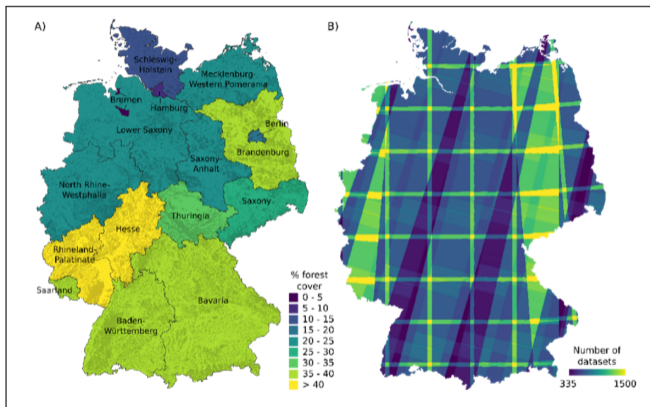 A)
B)
Schleswig-
Holstein
Mecklenburg-
Western Pomerania
Bremen
Hamburg
Lower Saxony
Berlin
Brandenburg
Saxony-
Anhalt
North Rhine-
Westphalia
Hesse
Thuringia
Saxony
Rhineland-
Palatinate
Saarland
Bavaria
Baden-
Württemberg
% forest
cover
0 - 5
5 - 10
10 - 15
15 - 20
20 - 25
25 - 30
30 - 35
35 - 40
> 40
Number of
datasets
335 1500